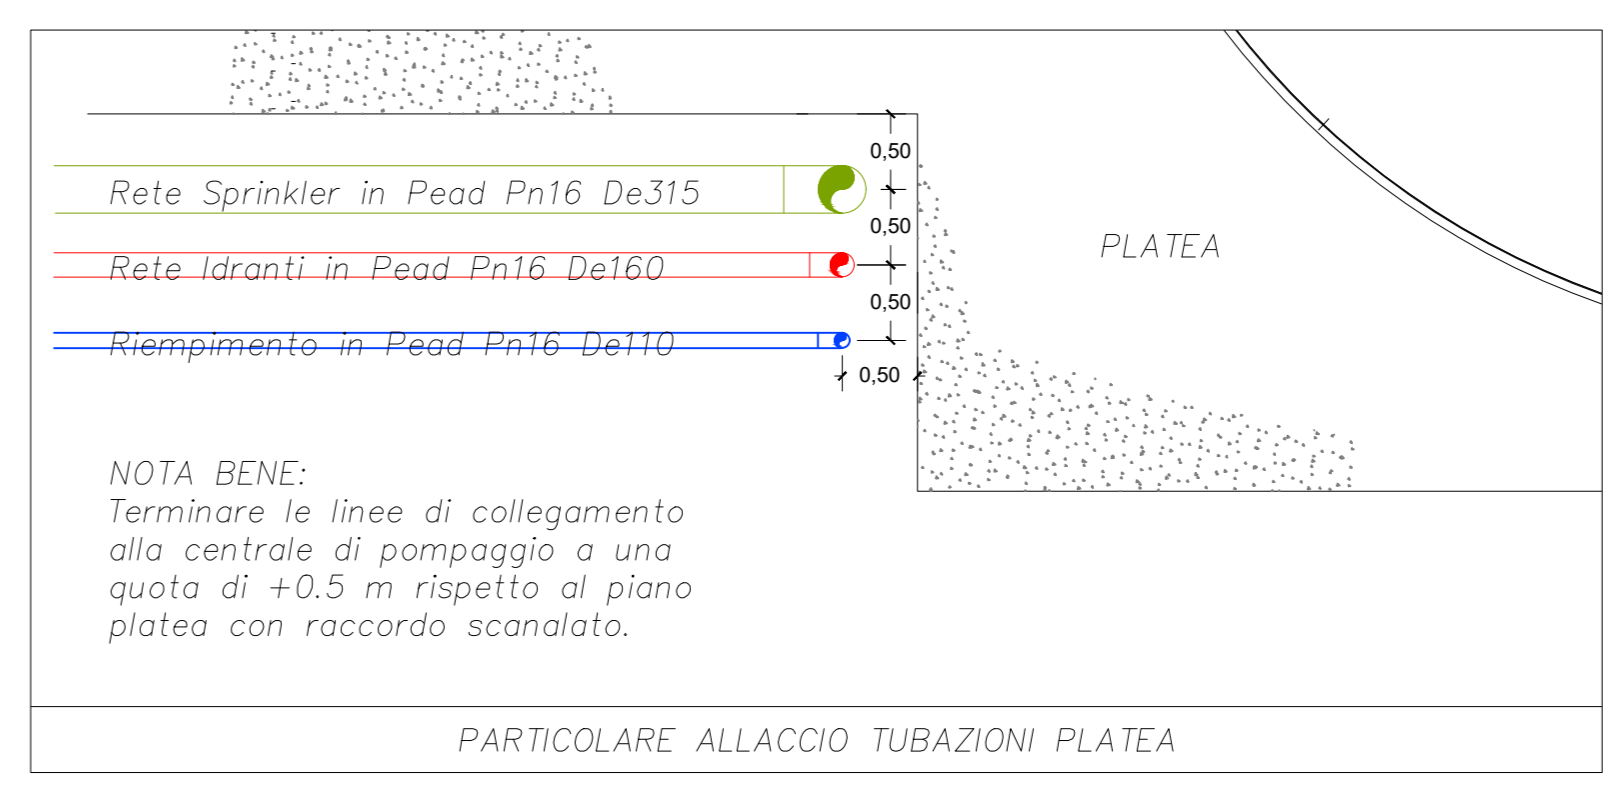 0,50
Rete Sprinkler in Pead Pn16 De315
0,50
PLATEA
Rete Idranti in Pead Pn16 De160
0,50
Riempimento in Pead Pn16 De110
0,50
NOTA BENE:
Terminare le linee di collegamento
alla centrale di pompaggio a una
quota di +0.5 m rispetto al piano
platea con raccordo scanalato.
PARTICOLARE ALLACCIO TUBAZIONI PLATEA